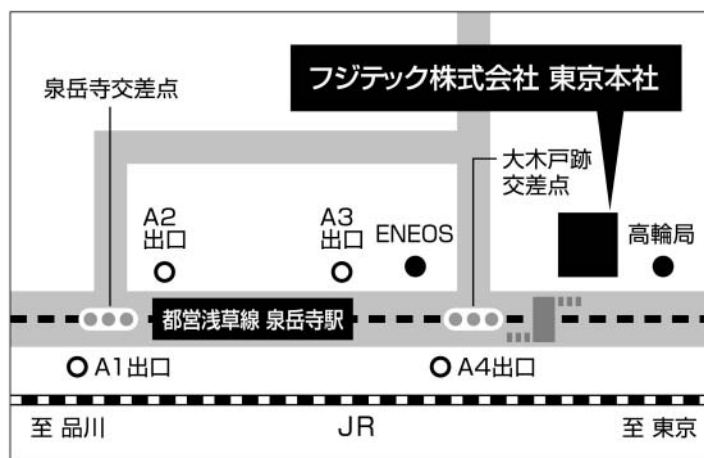 フジテック株式会社 東京本社
泉岳寺交差点
大木戸跡
交差点
A2
出口
A3
出口
ENEOS
高輪局
都営浅草線 泉岳寺駅
A1出口
A4出口
至 品川
JR
至 東京